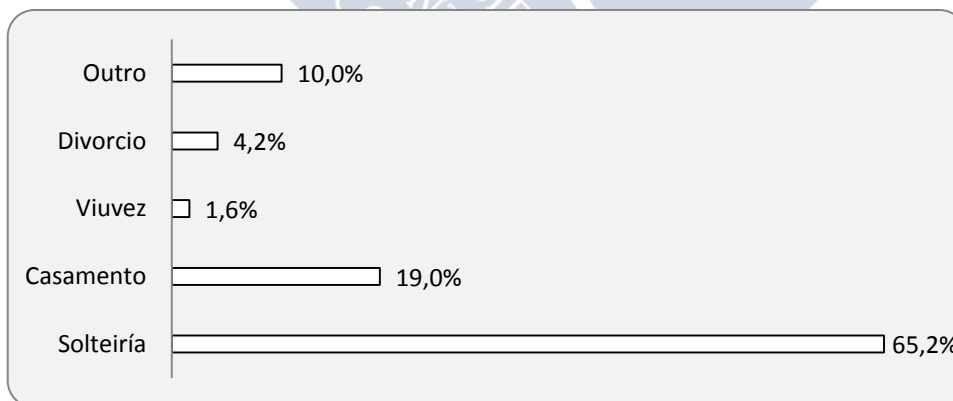 Outro 10,0%
Divorcio 4,2%
Viuvez 1,6%
Casamento 19,0%
Solteiría 65,2%